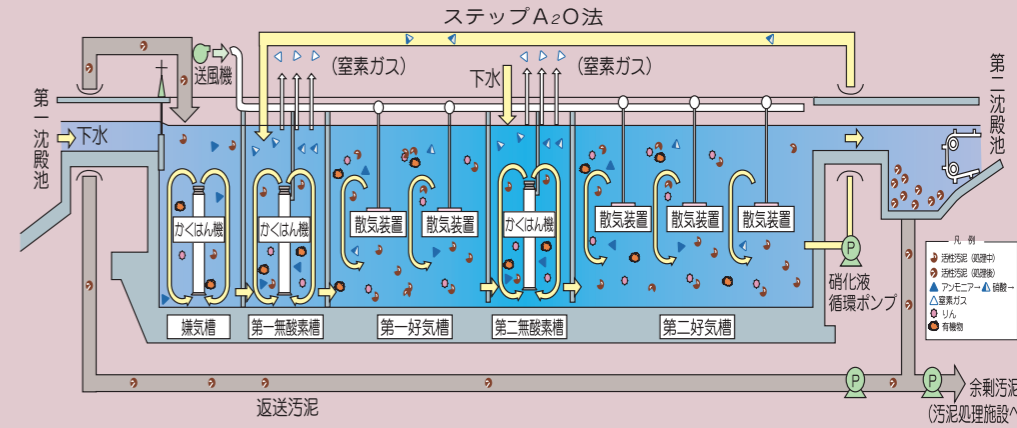 ステップA₂O法
送風機
(窒素ガス)
下水
(窒素ガス)
第一沈殿池
第二沈殿池
下水
かくはん機
かくはん機
散気装置
散気装置
かくはん機
散気装置
散気装置
散気装置
P
硝化液
循環ポンプ
嫌気槽
第一無酸素槽
第一好気槽
第二無酸素槽
第二好気槽
凡 例
活性汚泥 (処理中)
活性汚泥 (処理後)
アンモニア→ 硝酸→
窒素ガス
りん
有機物
返送汚泥
P
P
余剰汚泥
(汚泥処理施設へ